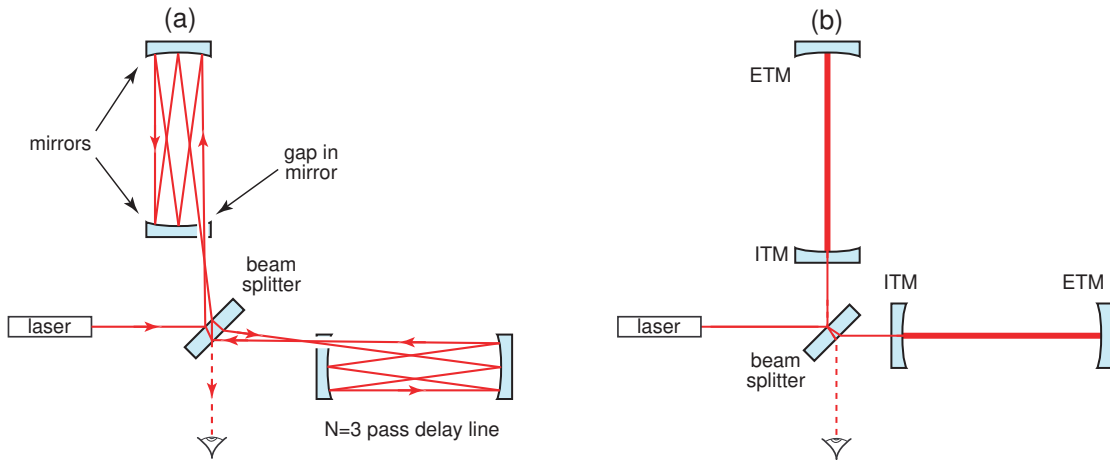 (a)
mirrors
gap in
mirror
beam
splitter
laser
N=3 pass delay line
(b)
ETM
ITM
ITM
ETM
laser
beam
splitter